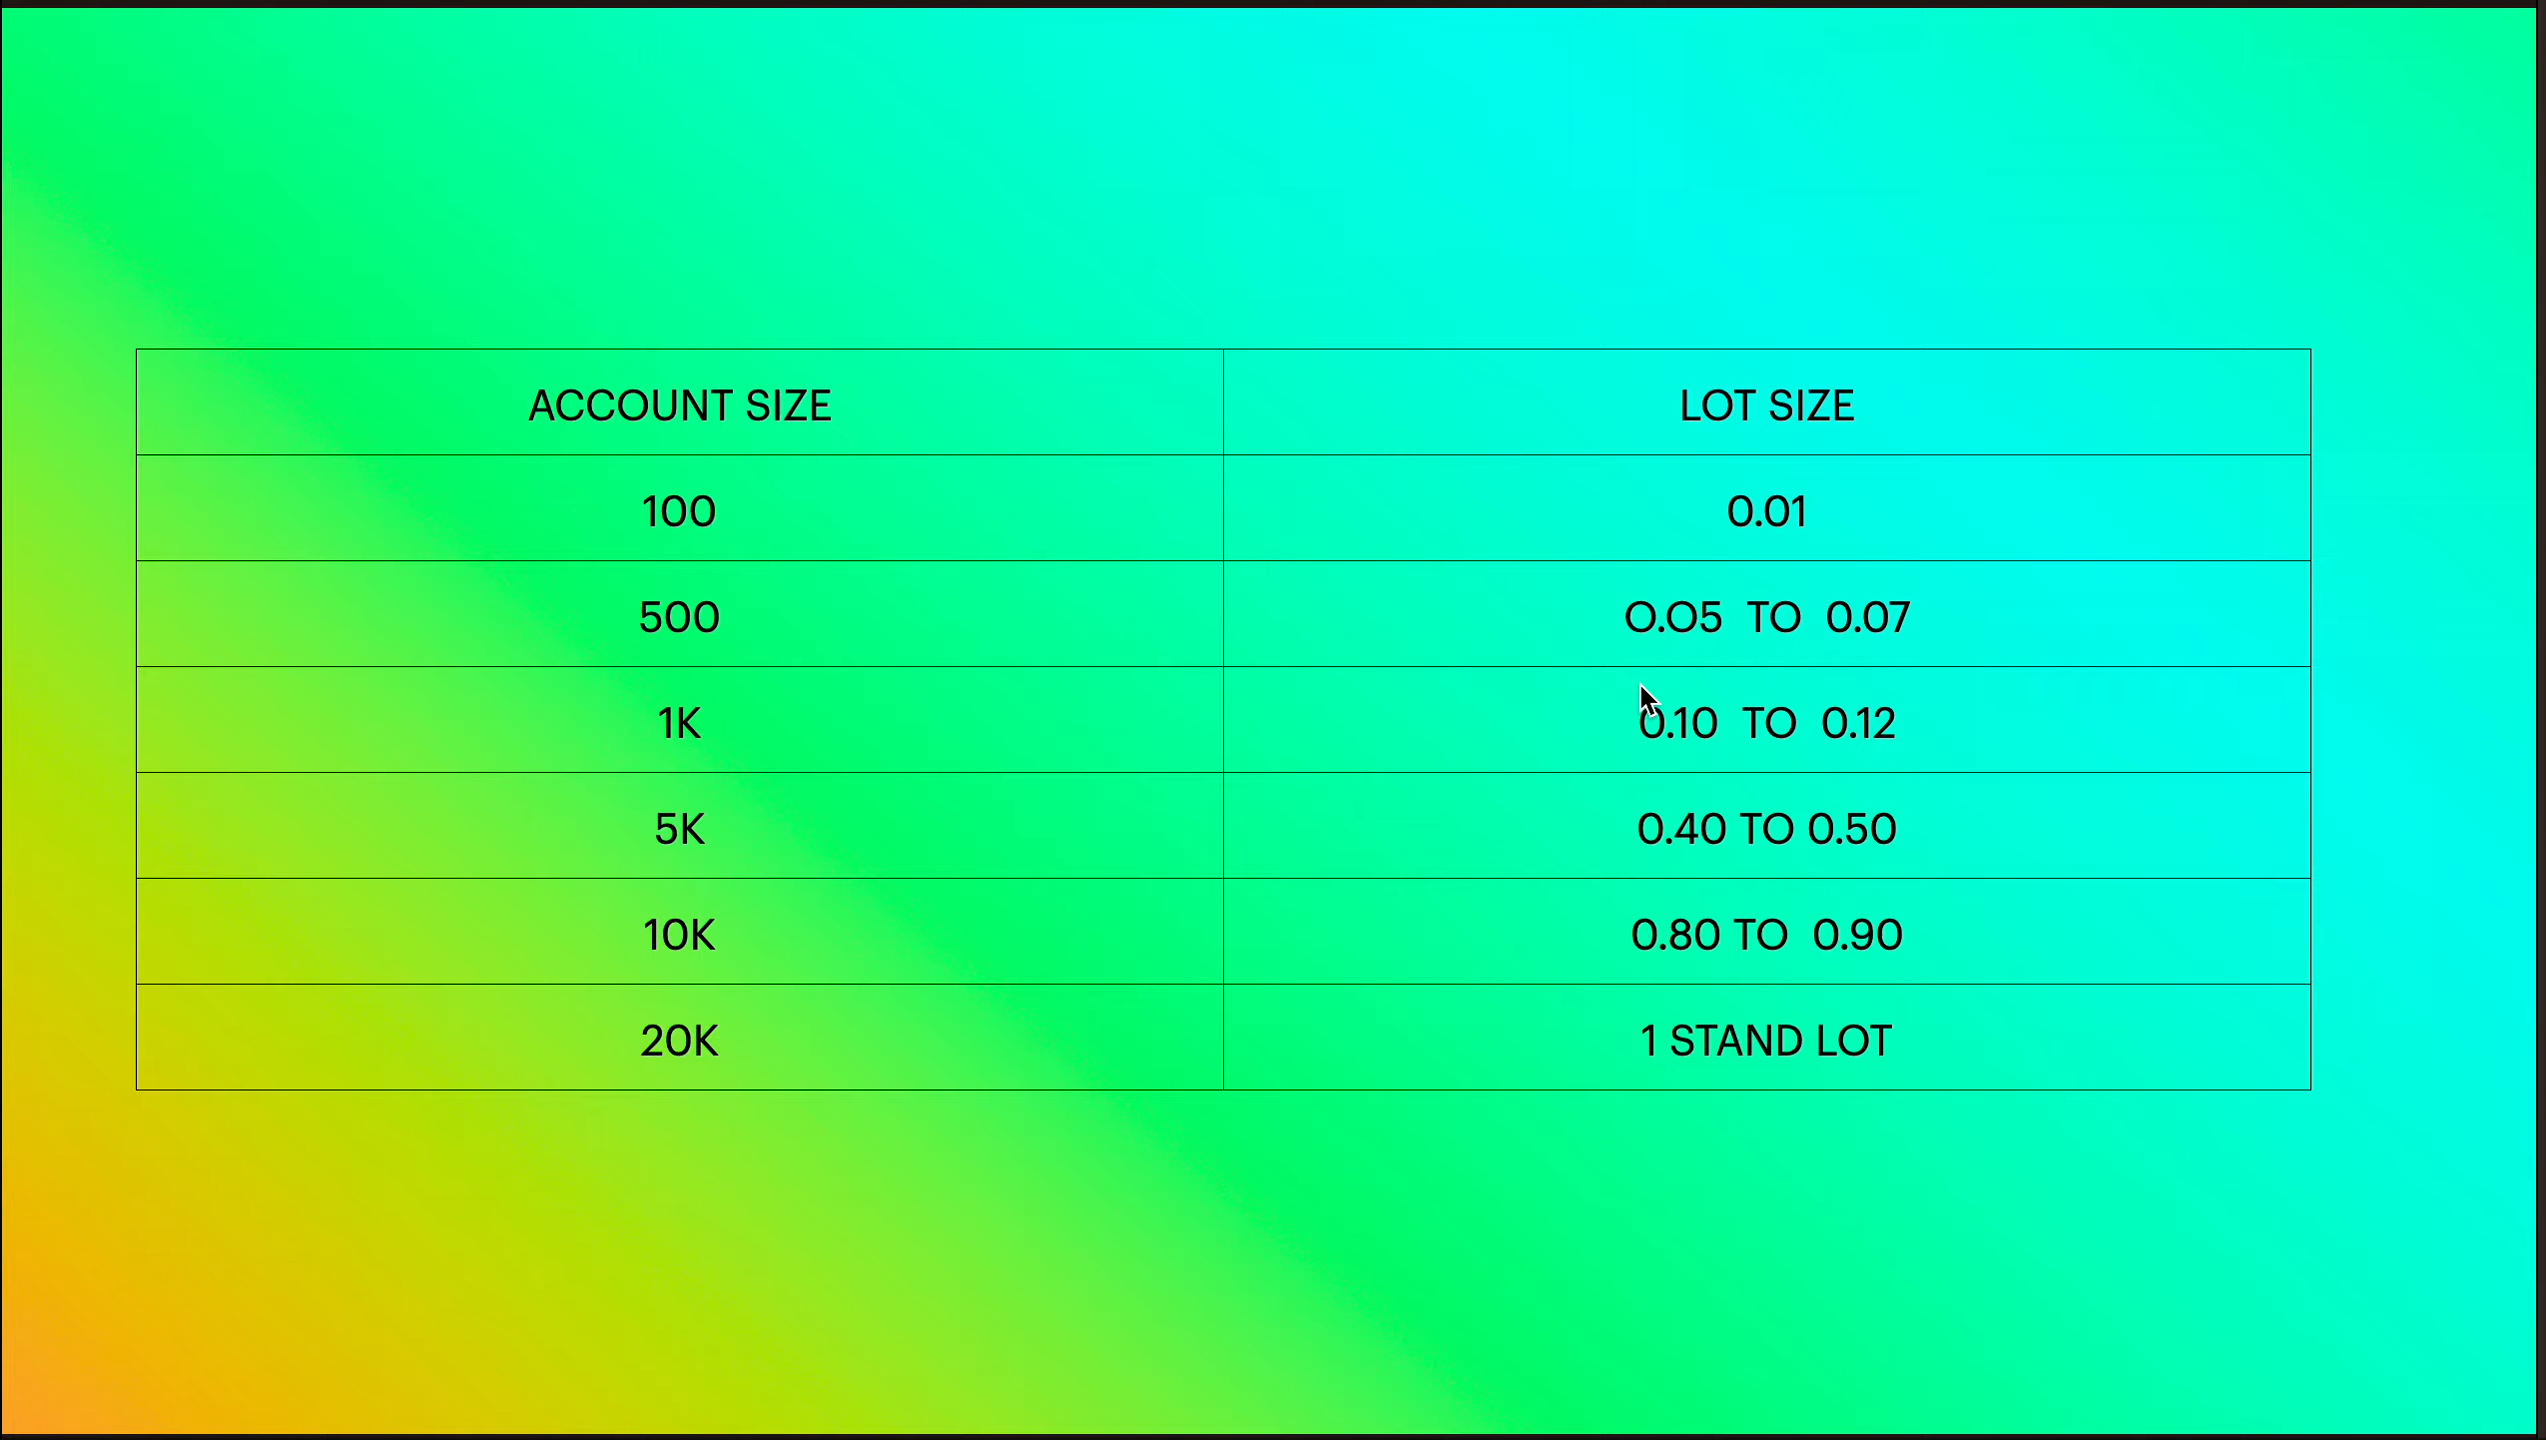 ACCOUNT SIZE LOT SIZE
100 0.01
500 O.O5 TO 0.07
1K 0.10 TO 0.12
5K 0.40 TO 0.50
10K 0.80 TO 0.90
20K 1 STAND LOT